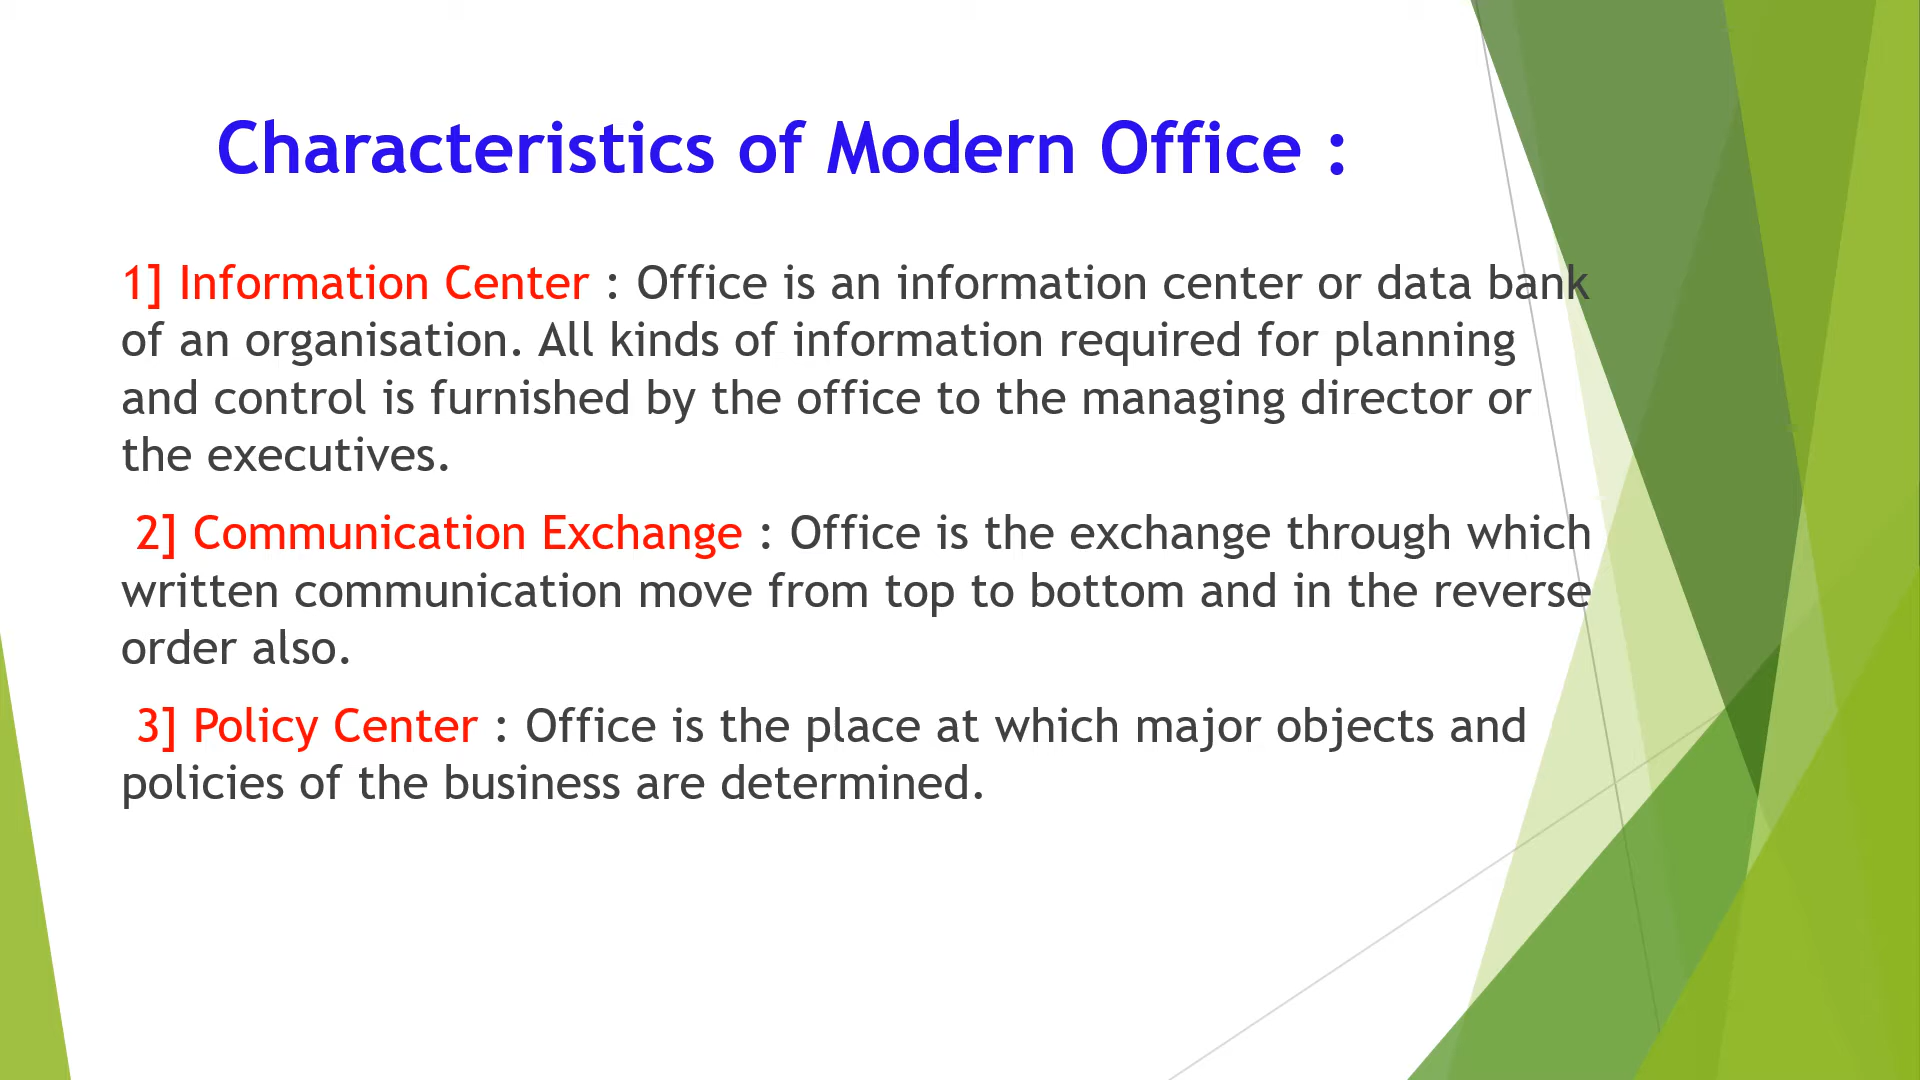 Characteristics of Modern Office :
1] Information Center : Office is an information center or data bank
of an organisation. All kinds of information required for planning
and control is furnished by the office to the managing director or
the executives.
2] Communication Exchange : Office is the exchange through which
written communication move from top to bottom and in the reverse
order also.
3] Policy Center : Office is the place at which major objects and
policies of the business are determined.